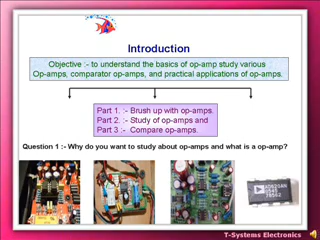 Introduction
Objective :- to understand the basics of op-amp study various
Op-amps, comparator op-amps, and practical applications of op-amps.
Part 1. :- Brush up with op-amps.
Part 2. :- Study of op-amps and
Part 3 :- Compare op-amps.
Question 1 :- Why do you want to study about op-amps and what is a op-amp?
T-Systems Electronics